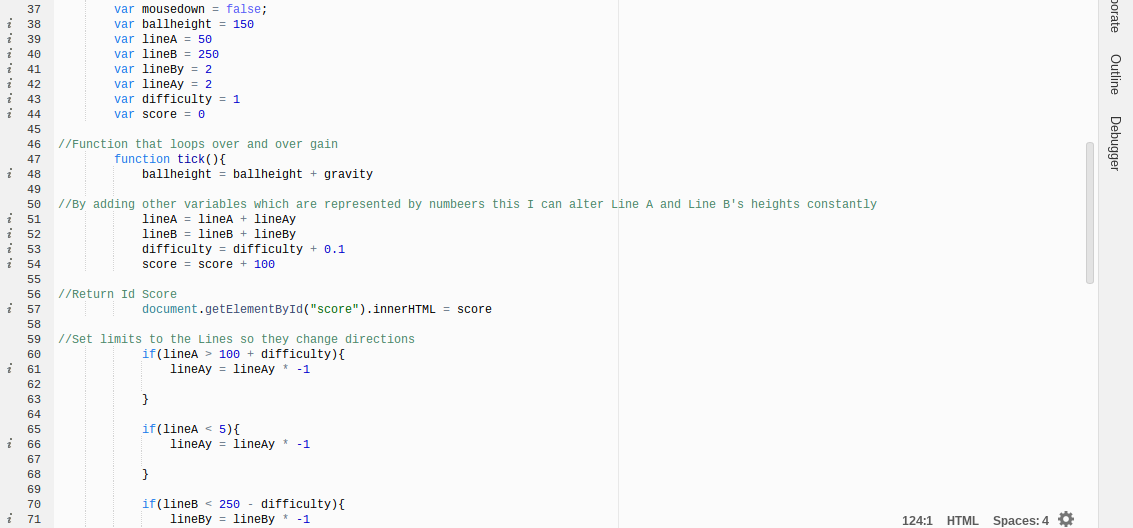 37 var mousedown = false;
38 var ballheight = 150
39 var lineA = 50
40 var lineB = 250
41 var lineBy = 2
42 var lineAy = 2
43 var difficulty = 1
44 var score = 0
45
46 //Function that loops over and over gain
47 function tick(){
48 ballheight = ballheight + gravity
49
50 //By adding other variables which are represented by numbeers this I can alter Line A and Line B's heights constantly
51 lineA = lineA + lineAy
52 lineB = lineB + lineBy
53 difficulty = difficulty + 0.1
54 score = score + 100
55
56 //Return Id Score
57 document.getElementById("score").innerHTML = score
58
59 //Set limits to the Lines so they change directions
60 if(lineA > 100 + difficulty){
61 lineAy = lineAy * -1
62
63 }
64
65 if(lineA < 5){
66 lineAy = lineAy * -1
67
68 }
69
70 if(lineB < 250 - difficulty){
71 lineBy = lineBy * -1
124:1 HTML Spaces: 4
Outline
Debugger